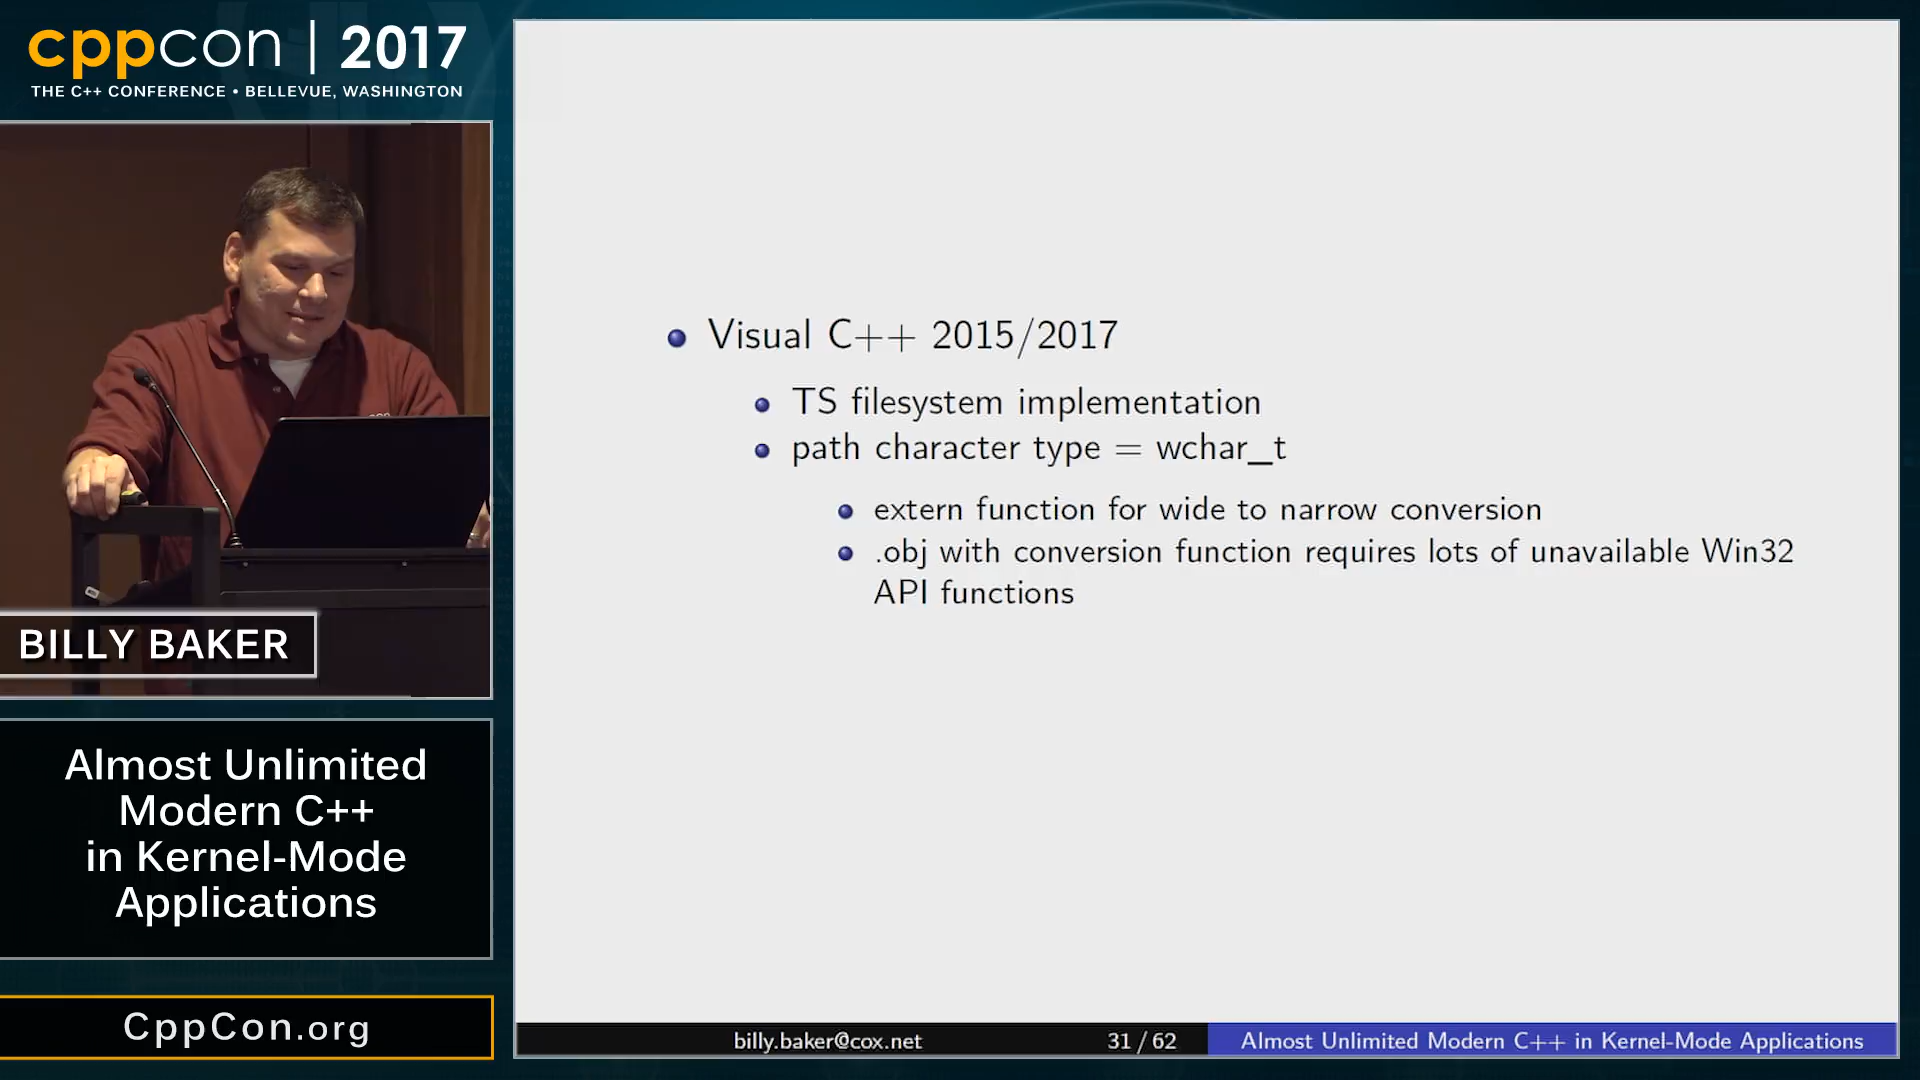 cppcon | 2017
THE C++ CONFERENCE • BELLEVUE, WASHINGTON
BILLY BAKER
Almost Unlimited
Modern C++
in Kernel-Mode
Applications
CppCon.org
Visual C++ 2015/2017
TS filesystem implementation
path character type = wchar_t
extern function for wide to narrow conversion
.obj with conversion function requires lots of unavailable Win32
API functions
billy.baker@cox.net 31 / 62 Almost Unlimited Modern C++ in Kernel-Mode Applications